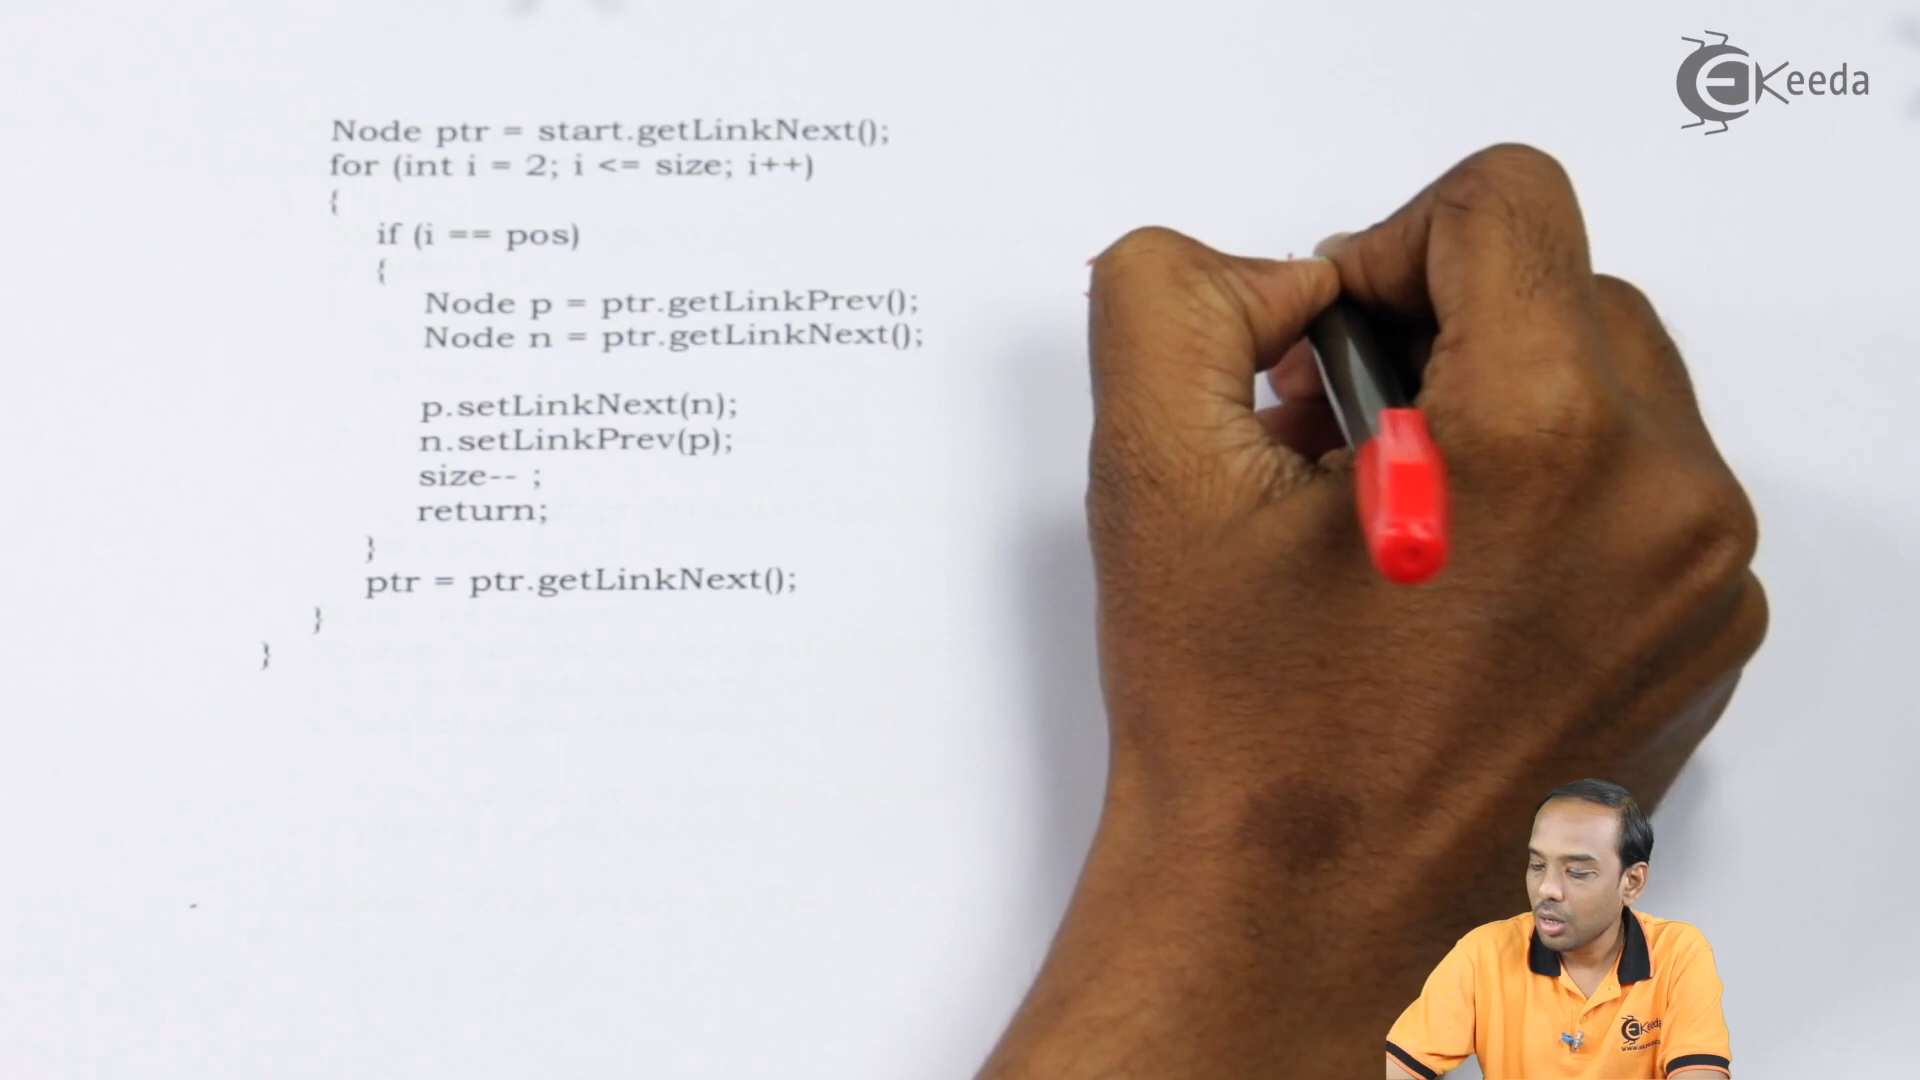 Keeda
Node ptr = start.getLinkNext();
for (int i = 2; i <= size; i++)
{
if (i == pos)
{
Node p = ptr.getLinkPrev();
Node n = ptr.getLinkNext();
p.setLinkNext(n);
n.setLinkPrev(p);
size-- ;
return;
}
ptr = ptr.getLinkNext();
}
}
Keeda